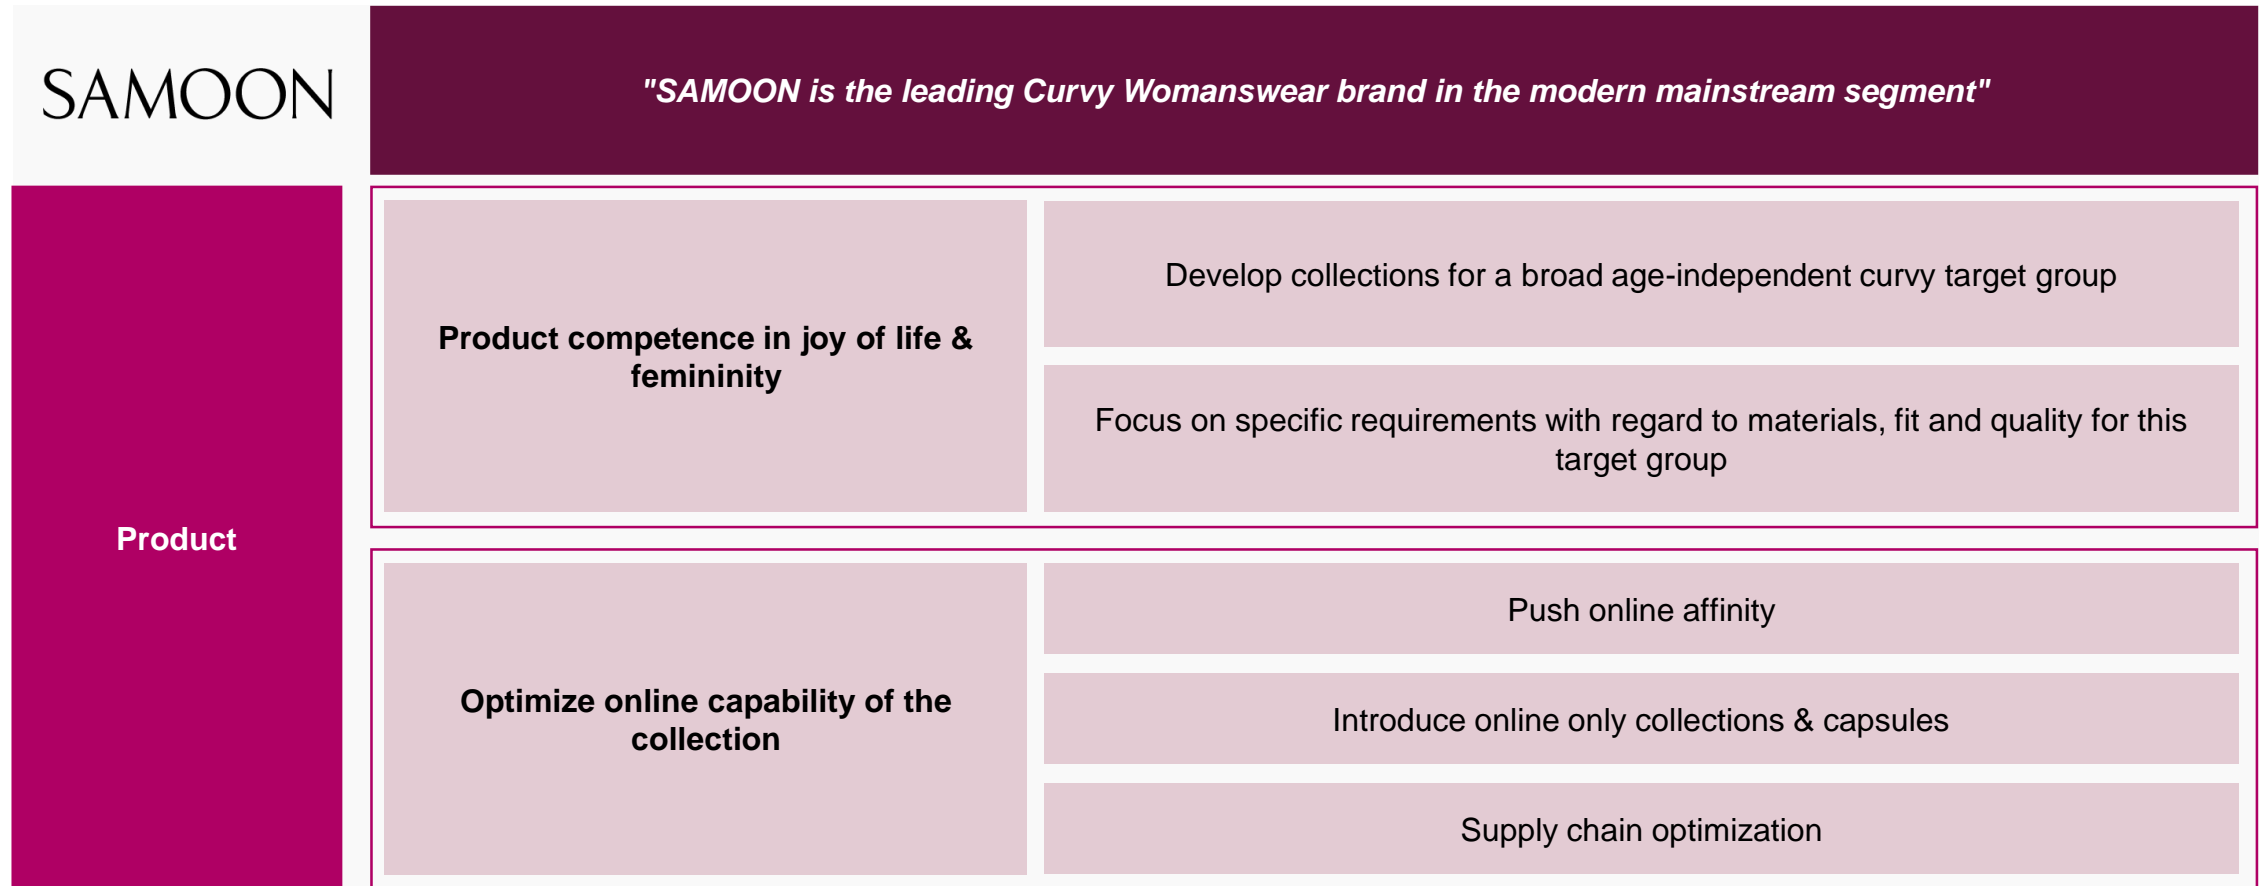 SAMOON
"SAMOON is the leading Curvy Womanswear brand in the modern mainstream segment"
Product
Product competence in joy of life &
femininity
Develop collections for a broad age-independent curvy target group
Focus on specific requirements with regard to materials, fit and quality for this
target group
Optimize online capability of the
collection
Push online affinity
Introduce online only collections & capsules
Supply chain optimization